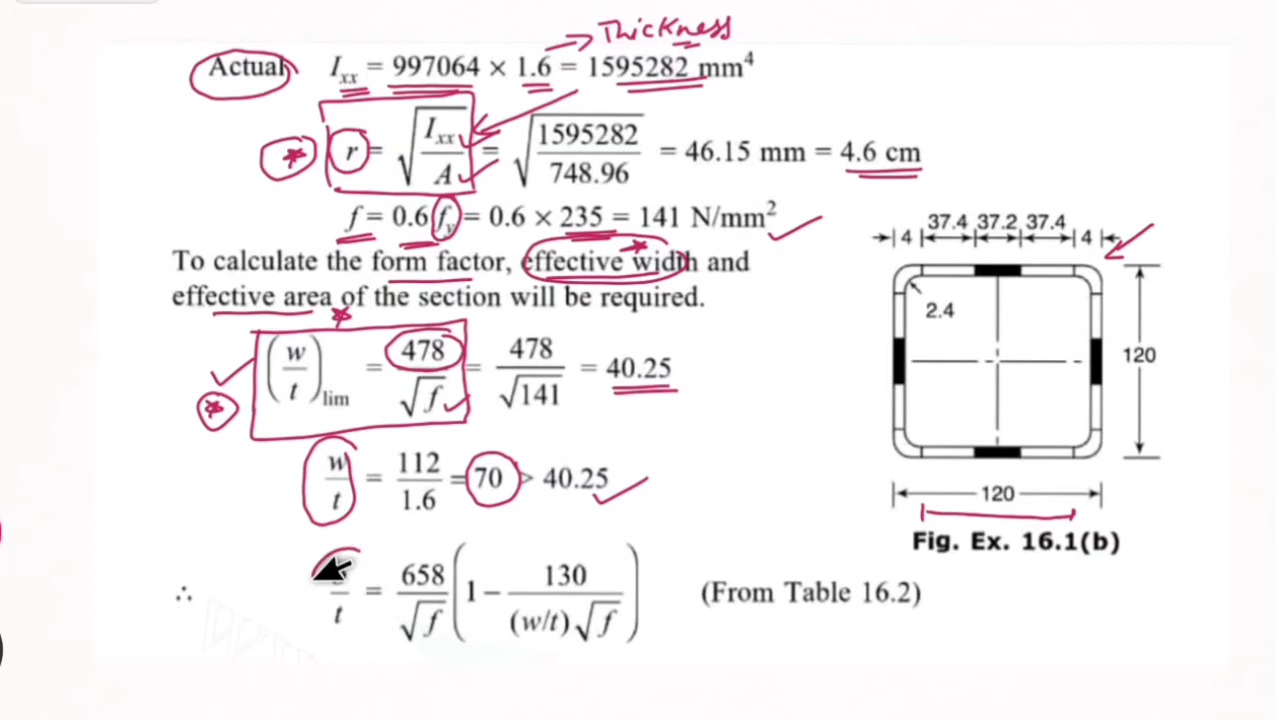 Thickness
Actual I_xx = 997064 × 1.6 = 1595282 mm⁴
r = √(I_xx / A) = √(1595282 / 748.96) = 46.15 mm = 4.6 cm
f = 0.6 f_y = 0.6 × 235 = 141 N/mm²
To calculate the form factor, effective width and
effective area of the section will be required.
(w/t)_lim = 478/√f = 478/√141 = 40.25
w/t = 112/1.6 = 70 > 40.25
∴ /t = 658/√f (1 − 130/((w/t)√f)) (From Table 16.2)
4 37.4 37.2 37.4 4
2.4
120
120
Fig. Ex. 16.1(b)